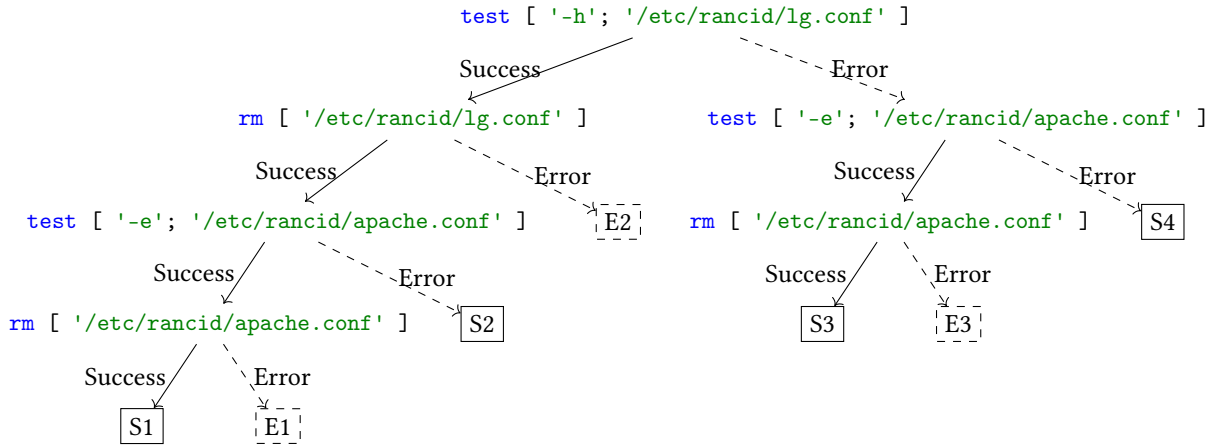 test [ '-h'; '/etc/rancid/lg.conf' ]
Success
Error
rm [ '/etc/rancid/lg.conf' ]
test [ '-e'; '/etc/rancid/apache.conf' ]
Success
Error
Success
Error
test [ '-e'; '/etc/rancid/apache.conf' ]
E2
rm [ '/etc/rancid/apache.conf' ]
S4
Success
Error
Success
Error
rm [ '/etc/rancid/apache.conf' ]
S2
S3
E3
Success
Error
S1
E1